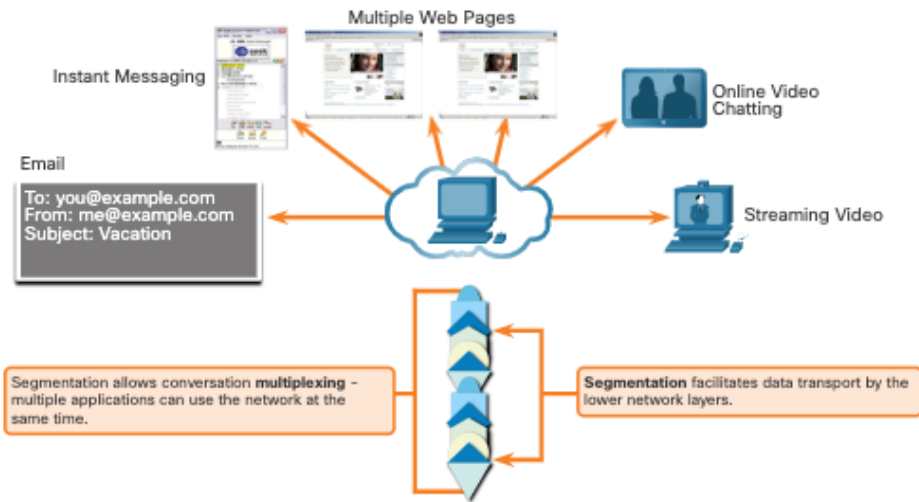 Multiple Web Pages
Instant Messaging
Online Video
Chatting
Email
To: you@example.com
From: me@example.com
Subject: Vacation
Streaming Video
Segmentation allows conversation multiplexing –
multiple applications can use the network at the
same time.
Segmentation facilitates data transport by the
lower network layers.